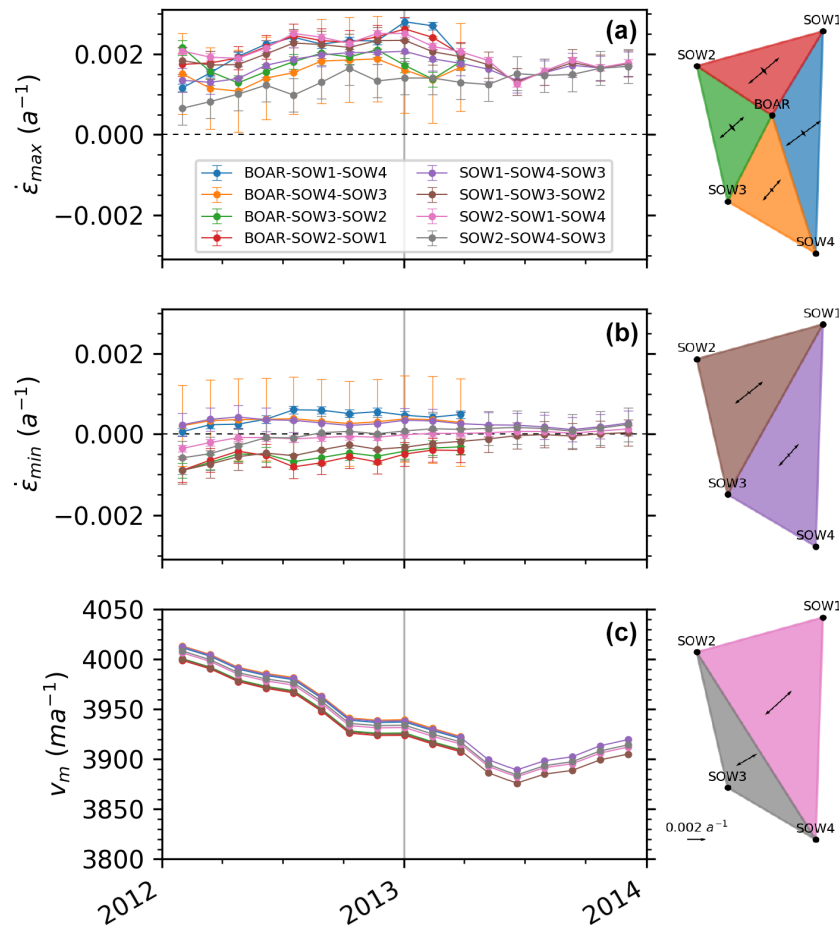 (a)
0.002
0.000
−0.002
ε̇max (a−1)
BOAR-SOW1-SOW4
BOAR-SOW4-SOW3
BOAR-SOW3-SOW2
BOAR-SOW2-SOW1
SOW1-SOW4-SOW3
SOW1-SOW3-SOW2
SOW2-SOW1-SOW4
SOW2-SOW4-SOW3
SOW1
SOW2
BOAR
SOW3
SOW4
(b)
0.002
0.000
−0.002
ε̇min (a−1)
SOW1
SOW2
SOW3
SOW4
(c)
4050
4000
3950
3900
3850
3800
vm (ma−1)
2012
2013
2014
SOW1
SOW2
SOW3
SOW4
0.002 a−1